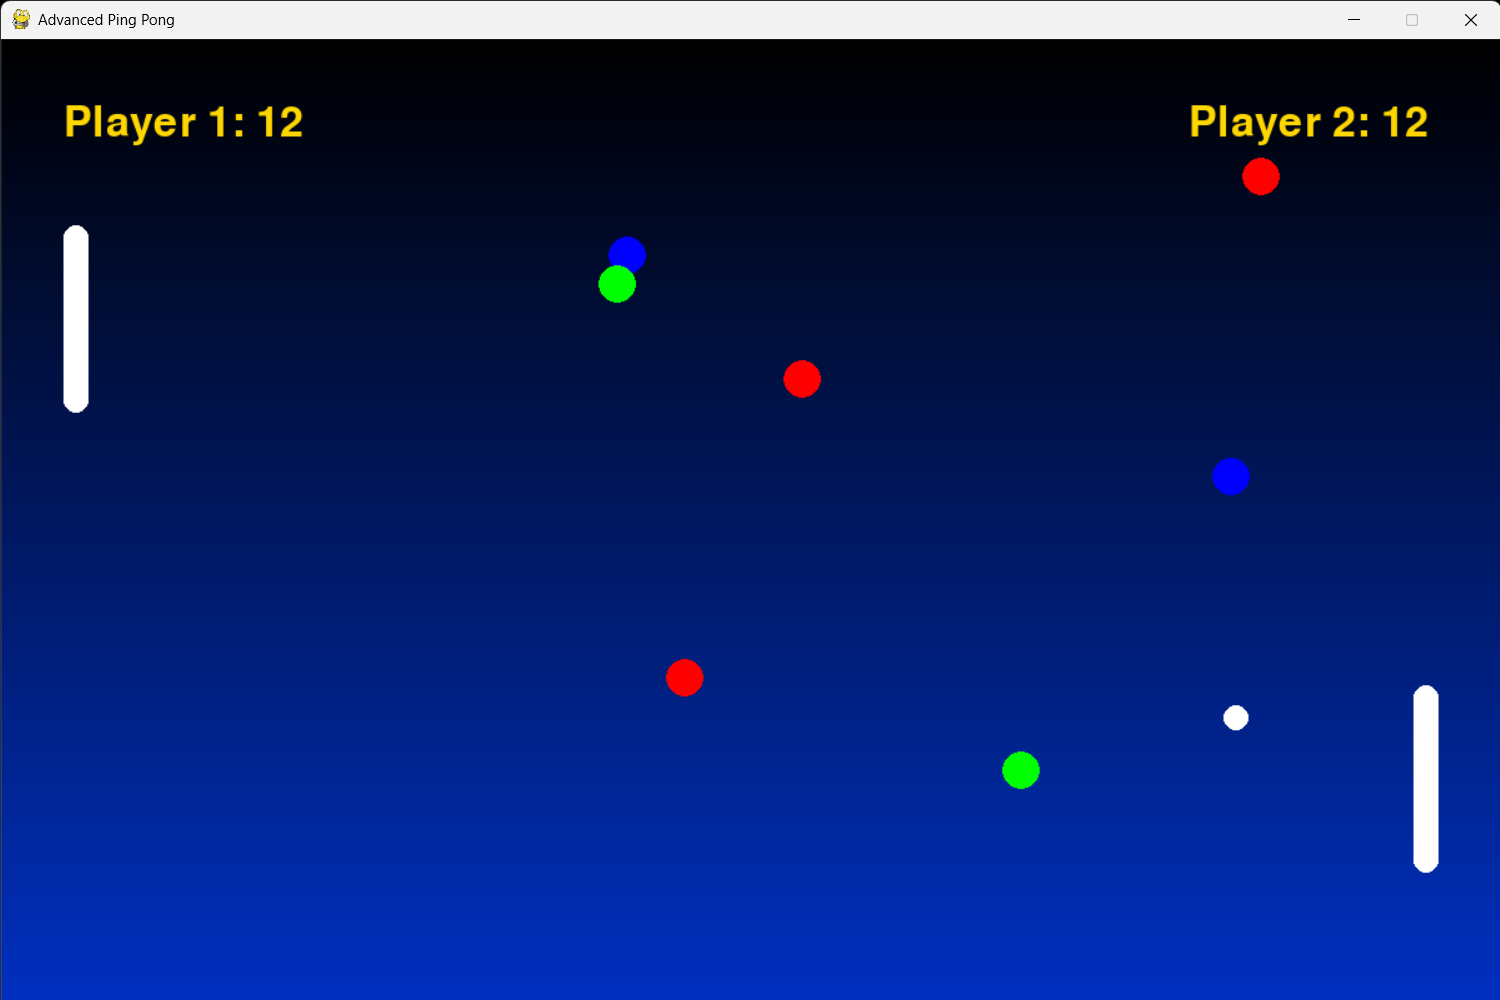 Advanced Ping Pong
Player 1: 12
Player 2: 12